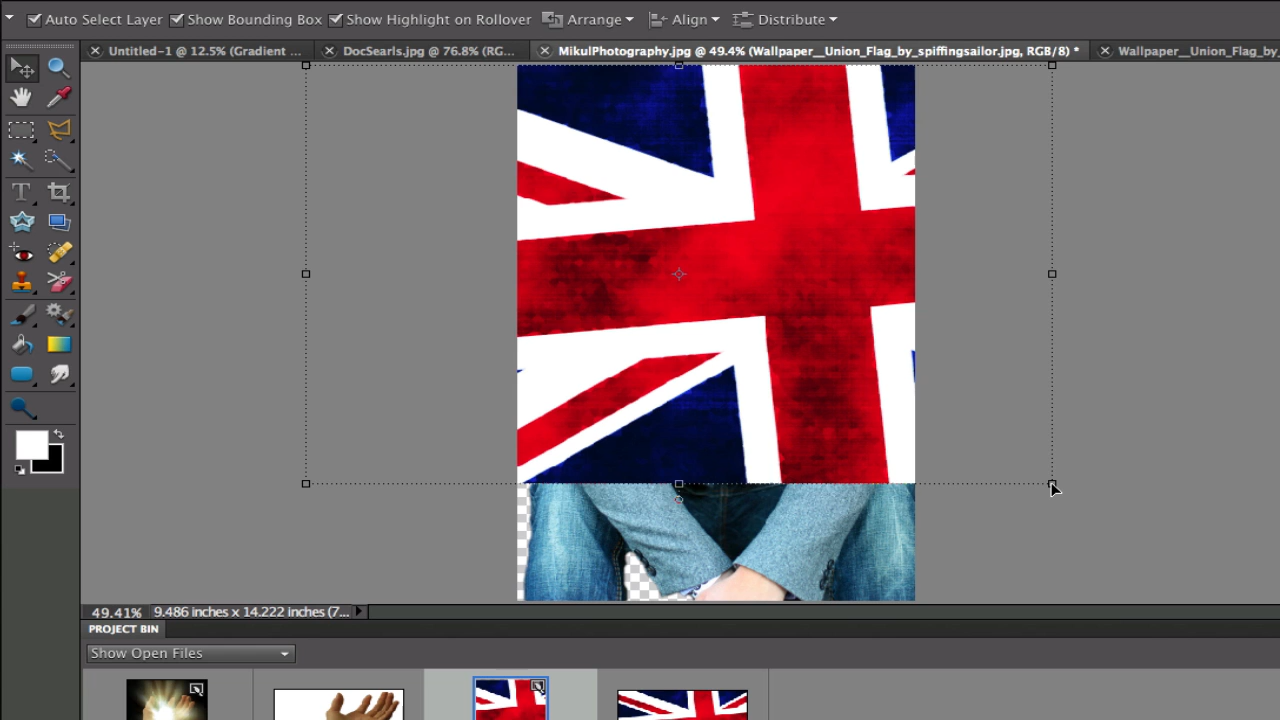 Auto Select Layer Show Bounding Box Show Highlight on Rollover Arrange Align Distribute
Untitled-1 @ 12.5% (Gradient ... DocSearls.jpg @ 76.8% (RG... MikulPhotography.jpg @ 49.4% (Wallpaper__Union_Flag_by_spiffingsailor.jpg, RGB/8) * Wallpaper__Union_Flag_by
T
49.41% 9.486 inches x 14.222 inches (7...
PROJECT BIN
Show Open Files